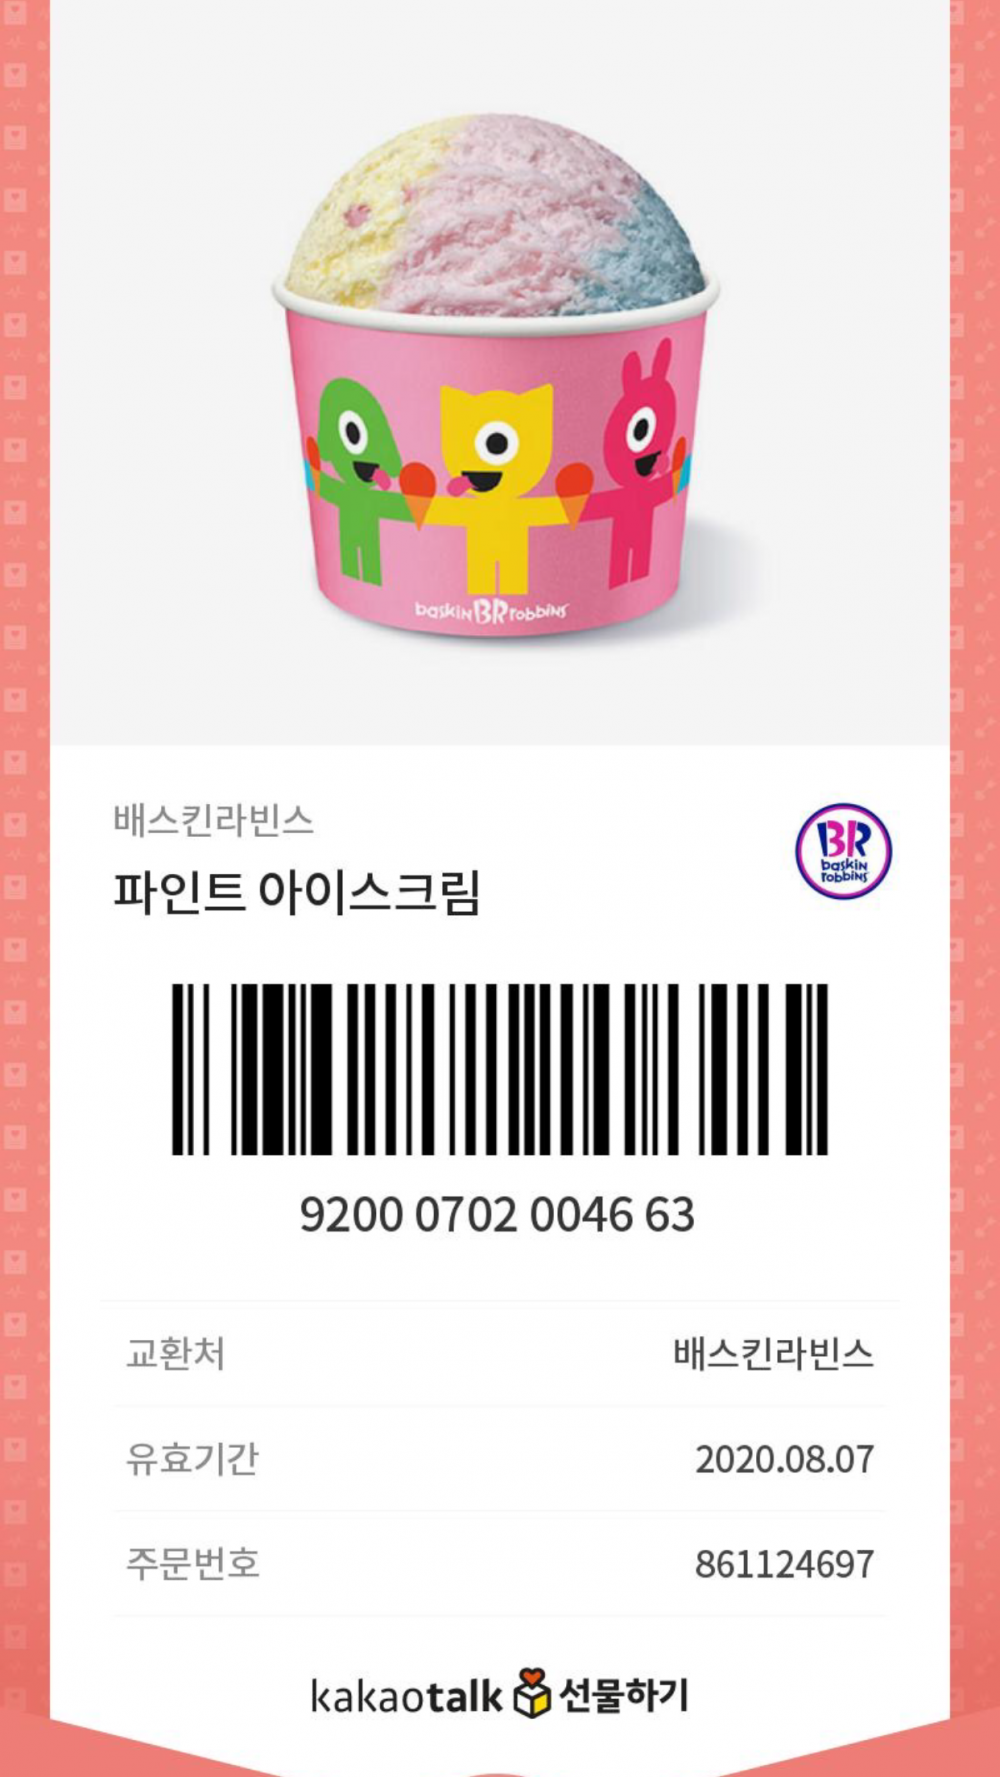 baskin BR robbins
배스킨라빈스
파인트 아이스크림
BR
baskin
robbins
9200 0702 0046 63
교환처 배스킨라빈스
유효기간 2020.08.07
주문번호 861124697
kakaotalk 선물하기